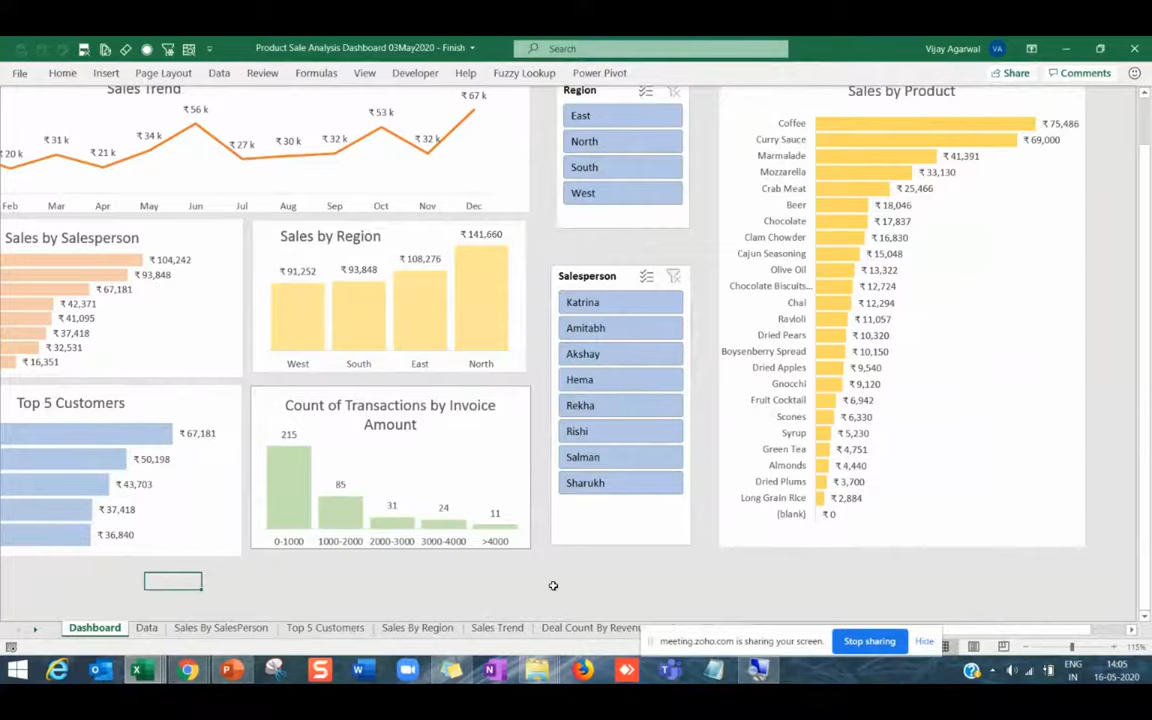 Product Sale Analysis Dashboard 03May2020 - Finish
Search
Vijay Agarwal
VA
File Home Insert Page Layout Data Review Formulas View Developer Help Fuzzy Lookup Power Pivot
Share
Comments
Sales Trend
₹ 20 k
₹ 31 k
₹ 21 k
₹ 34 k
₹ 56 k
₹ 27 k
₹ 30 k
₹ 32 k
₹ 53 k
₹ 32 k
₹ 67 k
Feb Mar Apr May Jun Jul Aug Sep Oct Nov Dec
Sales by Salesperson
₹ 104,242
₹ 93,848
₹ 67,181
₹ 42,371
₹ 41,095
₹ 37,418
₹ 32,531
₹ 16,351
Sales by Region
₹ 91,252
₹ 93,848
₹ 108,276
₹ 141,660
West South East North
Top 5 Customers
₹ 67,181
₹ 50,198
₹ 43,703
₹ 37,418
₹ 36,840
Count of Transactions by Invoice
Amount
215
85
31
24
11
0-1000 1000-2000 2000-3000 3000-4000 >4000
Region
East
North
South
West
Salesperson
Katrina
Amitabh
Akshay
Hema
Rekha
Rishi
Salman
Sharukh
Sales by Product
Coffee ₹ 75,486
Curry Sauce ₹ 69,000
Marmalade ₹ 41,391
Mozzarella ₹ 33,130
Crab Meat ₹ 25,466
Beer ₹ 18,046
Chocolate ₹ 17,837
Clam Chowder ₹ 16,830
Cajun Seasoning ₹ 15,048
Olive Oil ₹ 13,322
Chocolate Biscuits... ₹ 12,724
Chai ₹ 12,294
Ravioli ₹ 11,057
Dried Pears ₹ 10,320
Boysenberry Spread ₹ 10,150
Dried Apples ₹ 9,540
Gnocchi ₹ 9,120
Fruit Cocktail ₹ 6,942
Scones ₹ 6,330
Syrup ₹ 5,230
Green Tea ₹ 4,751
Almonds ₹ 4,440
Dried Plums ₹ 3,700
Long Grain Rice ₹ 2,884
(blank) ₹ 0
Dashboard Data Sales By SalesPerson Top 5 Customers Sales By Region Sales Trend Deal Count By Revenu
meeting.zoho.com is sharing your screen.
Stop sharing
Hide
115%
ENG
IN
14:05
16-05-2020